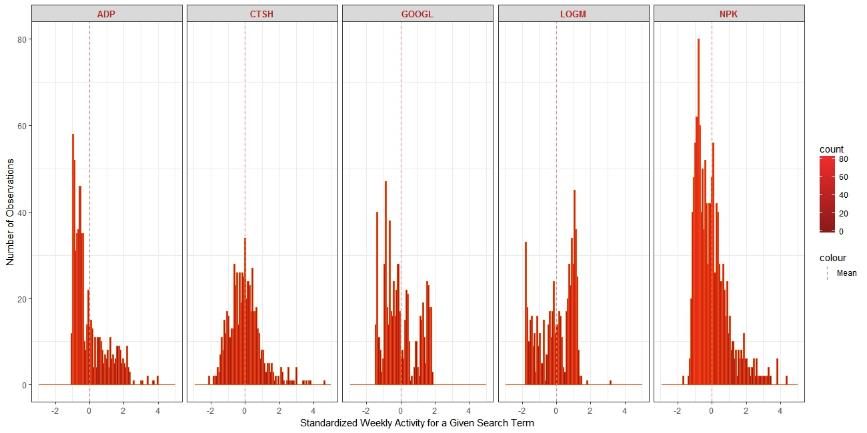 ADP CTSH GOOGL LOGM NPK
Number of Observations
80
60
40
20
0
-2 0 2 4 -2 0 2 4 -2 0 2 4 -2 0 2 4 -2 0 2 4
Standardized Weekly Activity for a Given Search Term
count
80
60
40
20
0
colour
Mean